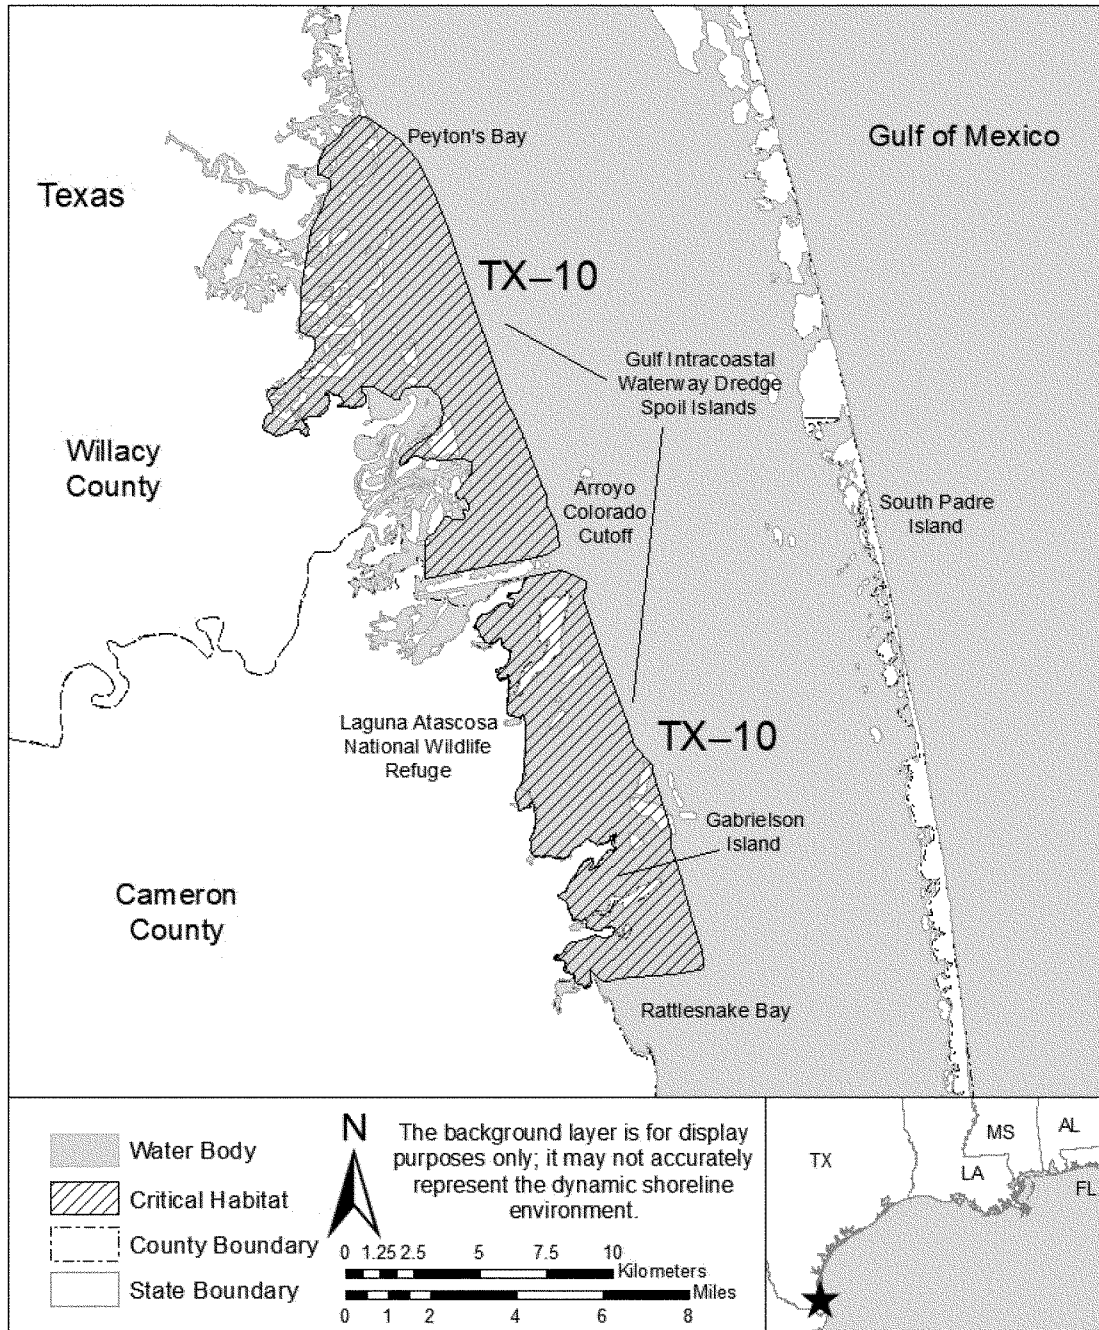 Peyton's Bay
Gulf of Mexico
Texas
TX–10
Gulf Intracoastal
Waterway Dredge
Spoil Islands
Willacy
County
Arroyo
Colorado
Cutoff
South Padre
Island
Laguna Atascosa
National Wildlife
Refuge
TX–10
Gabrielson
Island
Cameron
County
Rattlesnake Bay
Water Body
Critical Habitat
County Boundary
State Boundary
N
The background layer is for display
purposes only; it may not accurately
represent the dynamic shoreline
environment.
0 1.25 2.5 5 7.5 10
Kilometers
Miles
0 1 2 4 6 8
TX
LA
MS
AL
FL